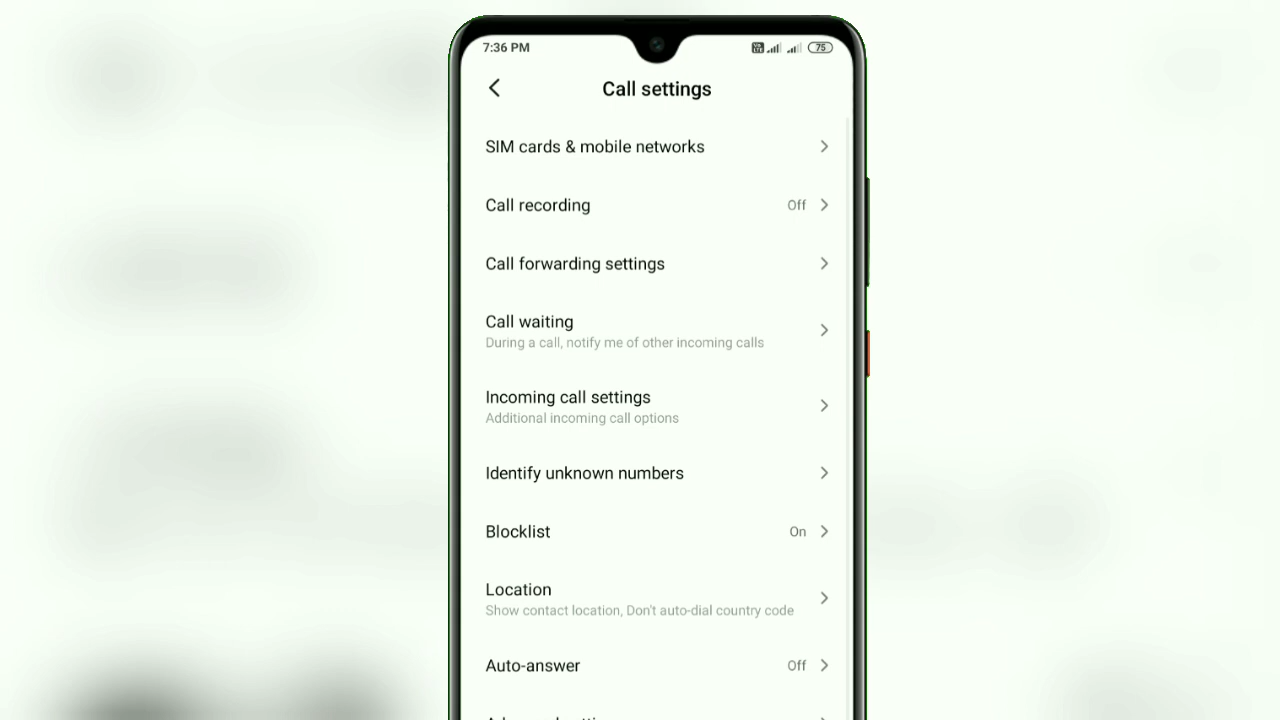 7:36 PM
75
Call settings
SIM cards & mobile networks
Call recording
Off
Call forwarding settings
Call waiting
During a call, notify me of other incoming calls
Incoming call settings
Additional incoming call options
Identify unknown numbers
Blocklist
On
Location
Show contact location, Don't auto-dial country code
Auto-answer
Off